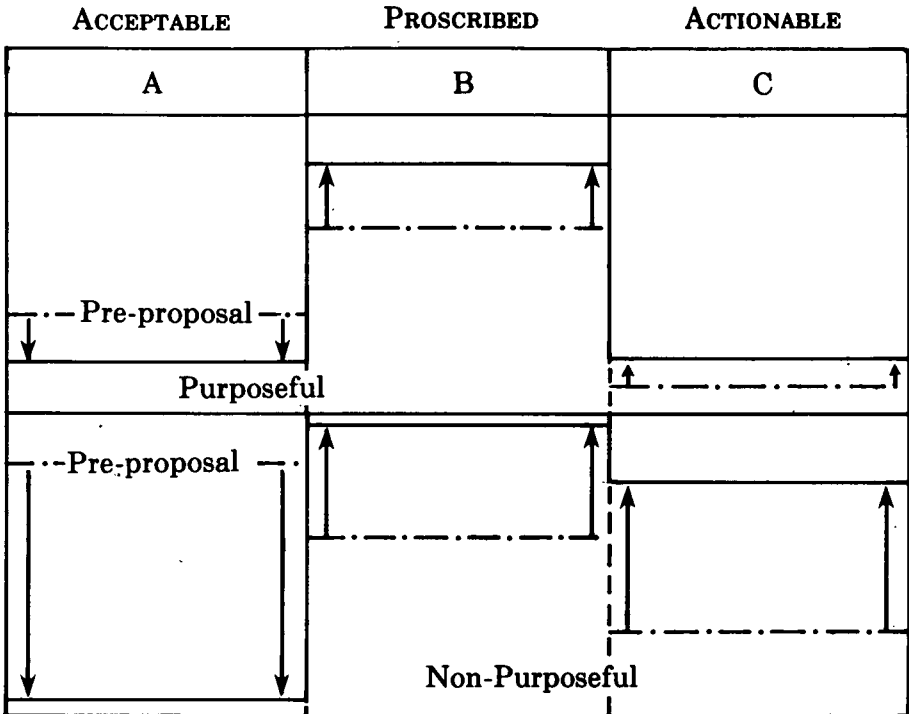 ACCEPTABLE PROSCRIBED ACTIONABLE
A B C
Pre-proposal
Purposeful
Pre-proposal
Non-Purposeful